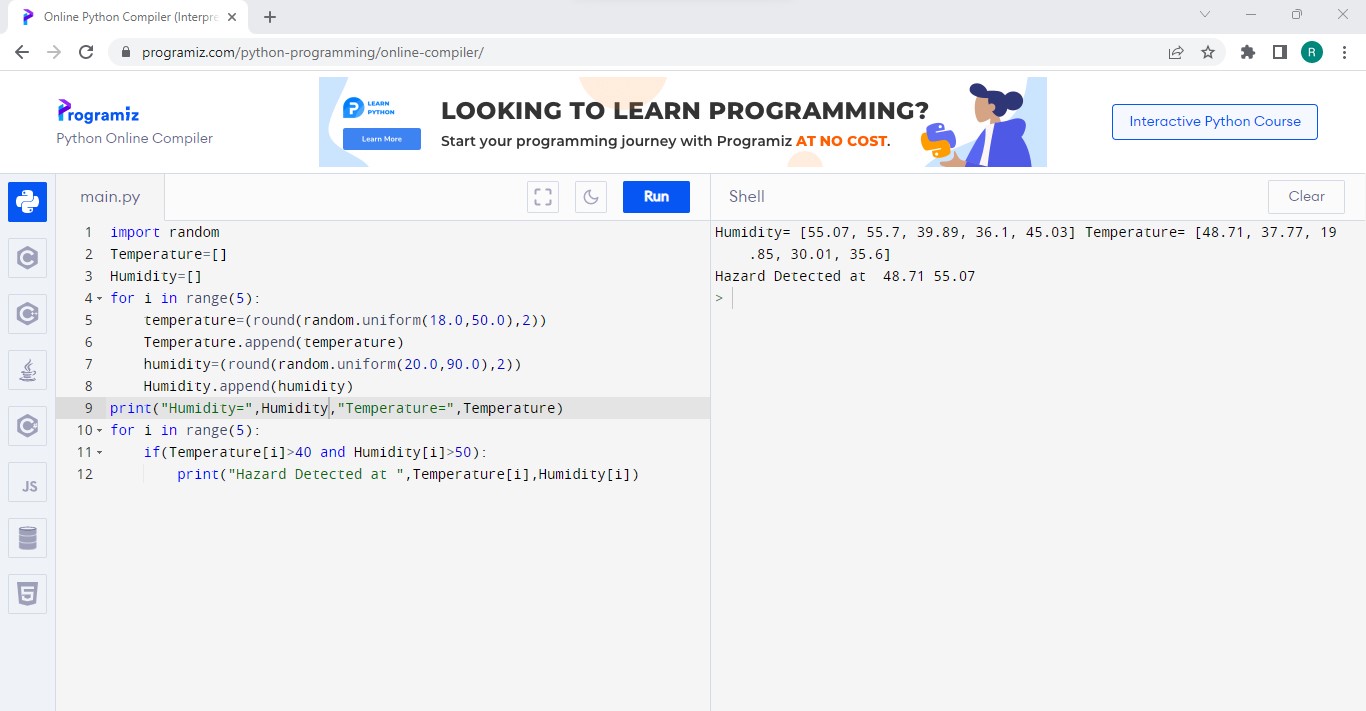 Online Python Compiler (Interpre
programiz.com/python-programming/online-compiler/
R
Programiz
Python Online Compiler
LEARN
PYTHON
Learn More
LOOKING TO LEARN PROGRAMMING?
Start your programming journey with Programiz AT NO COST.
Interactive Python Course
main.py
Run
Shell
Clear
1 import random
2 Temperature=[]
3 Humidity=[]
4 for i in range(5):
5 temperature=(round(random.uniform(18.0,50.0),2))
6 Temperature.append(temperature)
7 humidity=(round(random.uniform(20.0,90.0),2))
8 Humidity.append(humidity)
9 print("Humidity=",Humidity,"Temperature=",Temperature)
10 for i in range(5):
11 if(Temperature[i]>40 and Humidity[i]>50):
12 print("Hazard Detected at ",Temperature[i],Humidity[i])
JS
Humidity= [55.07, 55.7, 39.89, 36.1, 45.03] Temperature= [48.71, 37.77, 19
.85, 30.01, 35.6]
Hazard Detected at  48.71 55.07
>